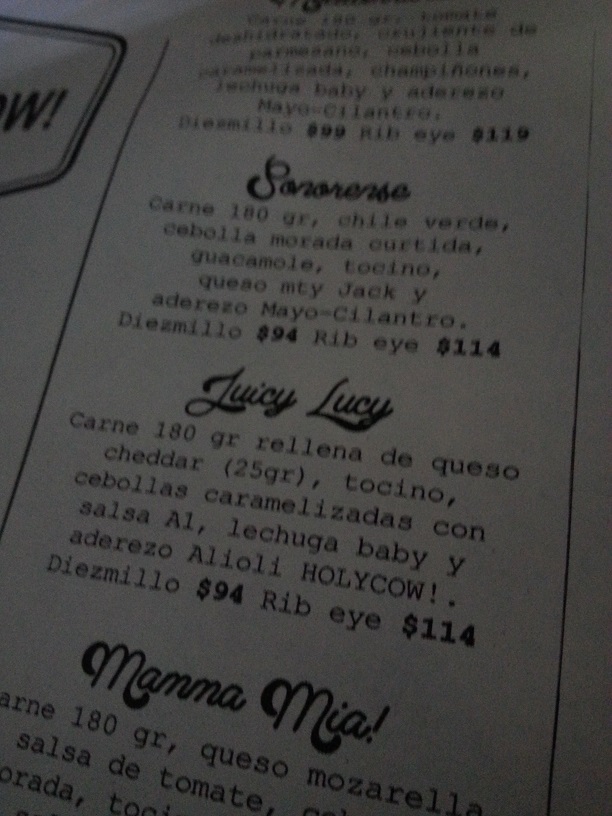 OW!
Carne 180 gr, tomate
deshidratado, crujiente de
parmesano, cebolla
caramelizada, champiñones,
lechuga baby y aderezo
Mayo-Cilantro.
Diezmillo $99 Rib eye $119
Sonorense
Carne 180 gr, chile verde,
cebolla morada curtida,
guacamole, tocino,
queso mty Jack y
aderezo Mayo-Cilantro.
Diezmillo $94 Rib eye $114
Juicy Lucy
Carne 180 gr rellena de queso
cheddar (25gr), tocino,
cebollas caramelizadas con
salsa A1, lechuga baby y
aderezo Alioli HOLYCOW!.
Diezmillo $94 Rib eye $114
Mamma Mia!
arne 180 gr, queso mozarella
salsa de tomate,
orada,